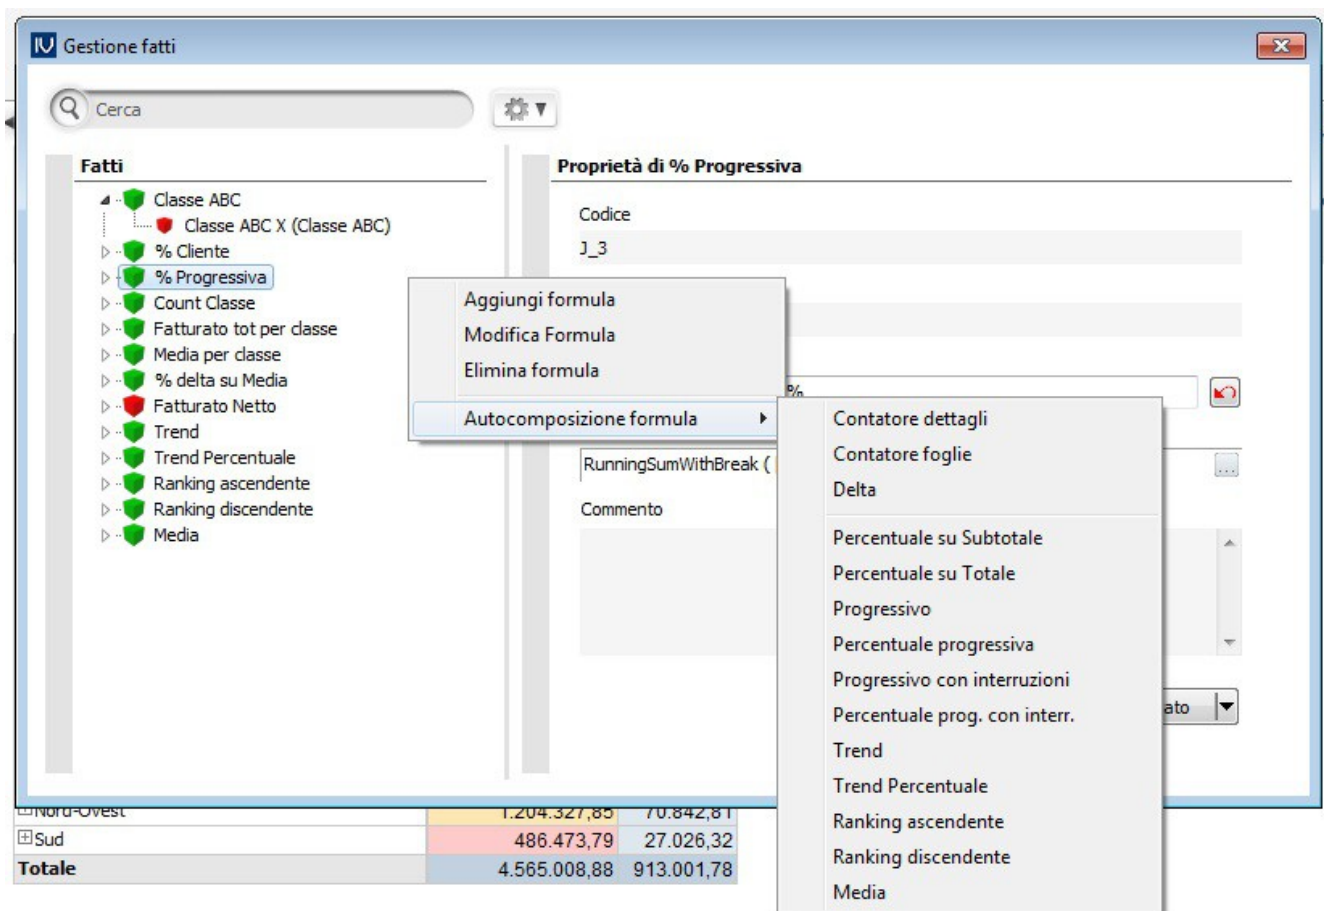 Gestione fatti
Cerca
Fatti
Classe ABC
Classe ABC X (Classe ABC)
% Cliente
% Progressiva
Count Classe
Fatturato tot per classe
Media per classe
% delta su Media
Fatturato Netto
Trend
Trend Percentuale
Ranking ascendente
Ranking discendente
Media
Proprietà di % Progressiva
Codice
J_3
%
RunningSumWithBreak (
Commento
ato
Aggiungi formula
Modifica Formula
Elimina formula
Autocomposizione formula
Contatore dettagli
Contatore foglie
Delta
Percentuale su Subtotale
Percentuale su Totale
Progressivo
Percentuale progressiva
Progressivo con interruzioni
Percentuale prog. con interr.
Trend
Trend Percentuale
Ranking ascendente
Ranking discendente
Media
Nord-Ovest 1.204.327,85 70.842,81
Sud 486.473,79 27.026,32
Totale 4.565.008,88 913.001,78